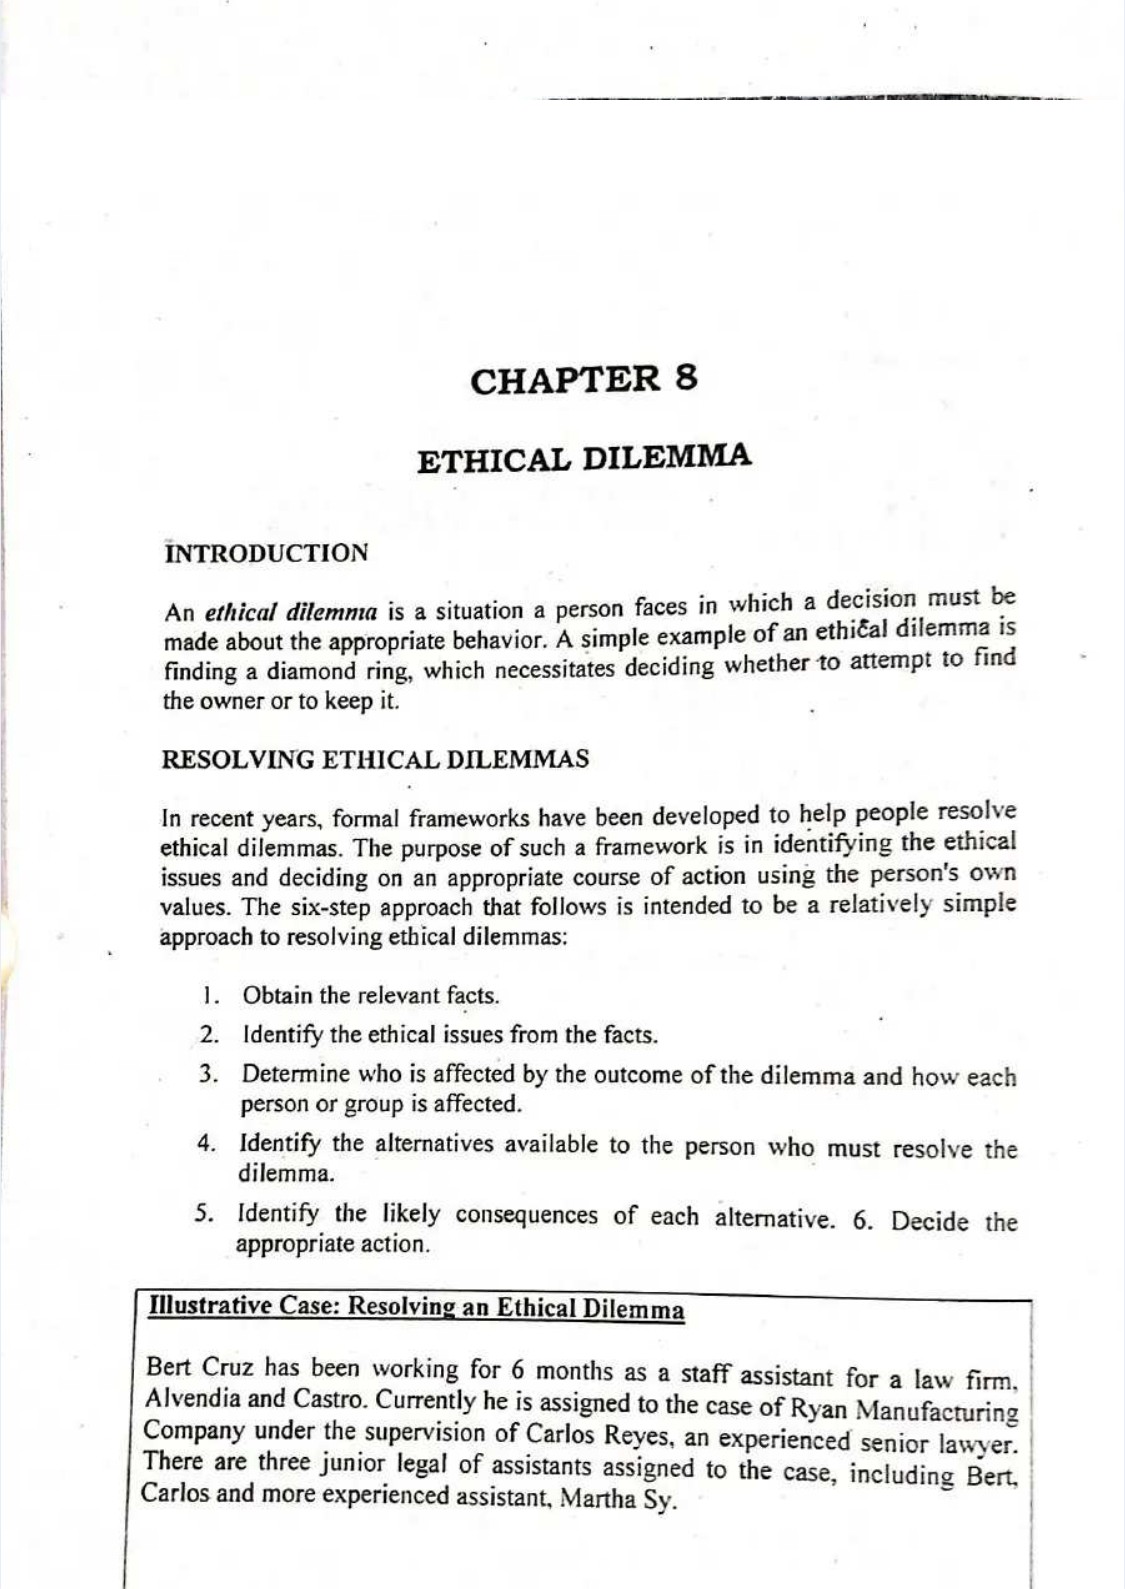 CHAPTER 8
ETHICAL DILEMMA
INTRODUCTION
An ethical dilemma is a situation a person faces in which a decision must be
made about the appropriate behavior. A simple example of an ethical dilemma is
finding a diamond ring, which necessitates deciding whether to attempt to find
the owner or to keep it.
RESOLVING ETHICAL DILEMMAS
In recent years, formal frameworks have been developed to help people resolve
ethical dilemmas. The purpose of such a framework is in identifying the ethical
issues and deciding on an appropriate course of action using the person's own
values. The six-step approach that follows is intended to be a relatively simple
approach to resolving ethical dilemmas:
1. Obtain the relevant facts.
2. Identify the ethical issues from the facts.
3. Determine who is affected by the outcome of the dilemma and how each
person or group is affected.
4. Identify the alternatives available to the person who must resolve the
dilemma.
5. Identify the likely consequences of each alternative. 6. Decide the
appropriate action.
Illustrative Case: Resolving an Ethical Dilemma
Bert Cruz has been working for 6 months as a staff assistant for a law firm,
Alvendia and Castro. Currently he is assigned to the case of Ryan Manufacturing
Company under the supervision of Carlos Reyes, an experienced senior lawyer.
There are three junior legal of assistants assigned to the case, including Bert,
Carlos and more experienced assistant, Martha Sy.